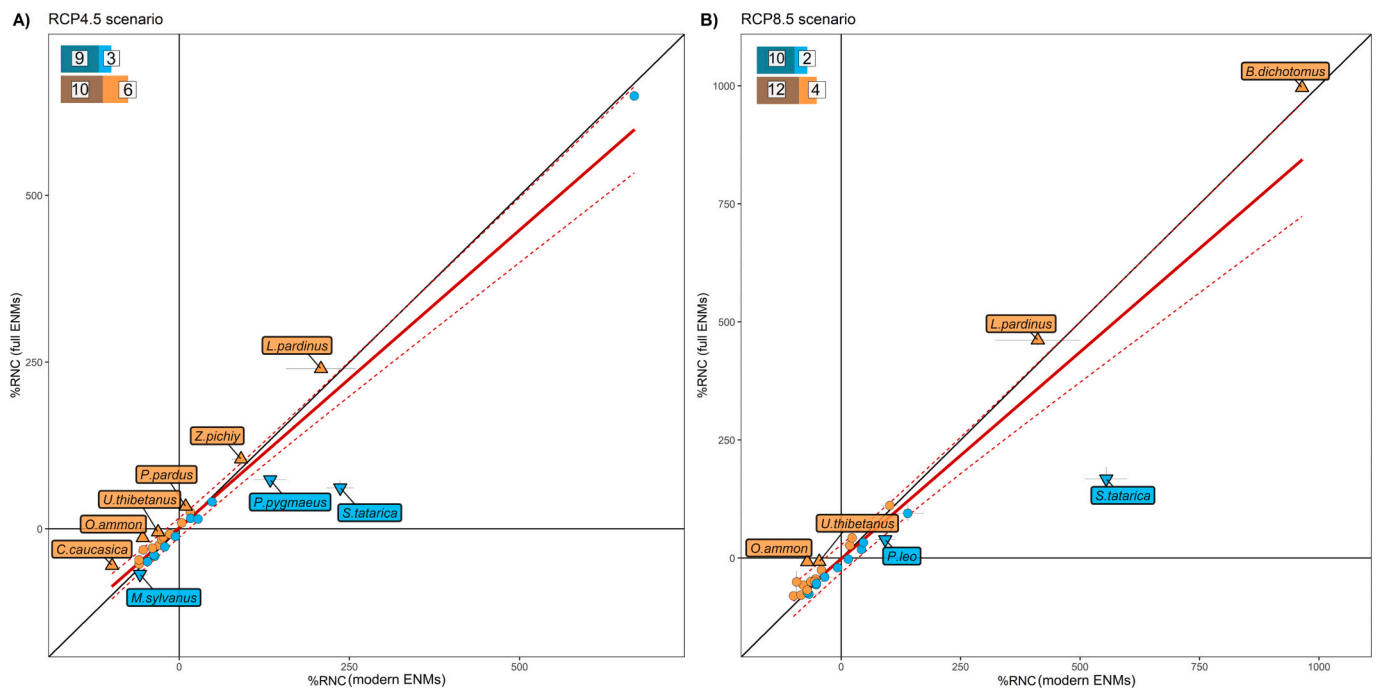 A) RCP4.5 scenario
9 3
10 6
500
250
0
%RNC (full ENMs)
L.pardinus
Z.pichiy
P.pardus
U.thibetanus
O.ammon
C.caucasica
P.pygmaeus
S.tatarica
M.sylvanus
0 250 500
%RNC (modern ENMs)
B) RCP8.5 scenario
10 2
12 4
1000
750
500
250
0
%RNC (full ENMs)
B.dichotomus
L.pardinus
S.tatarica
U.thibetanus
O.ammon
P.leo
0 250 500 750 1000
%RNC (modern ENMs)